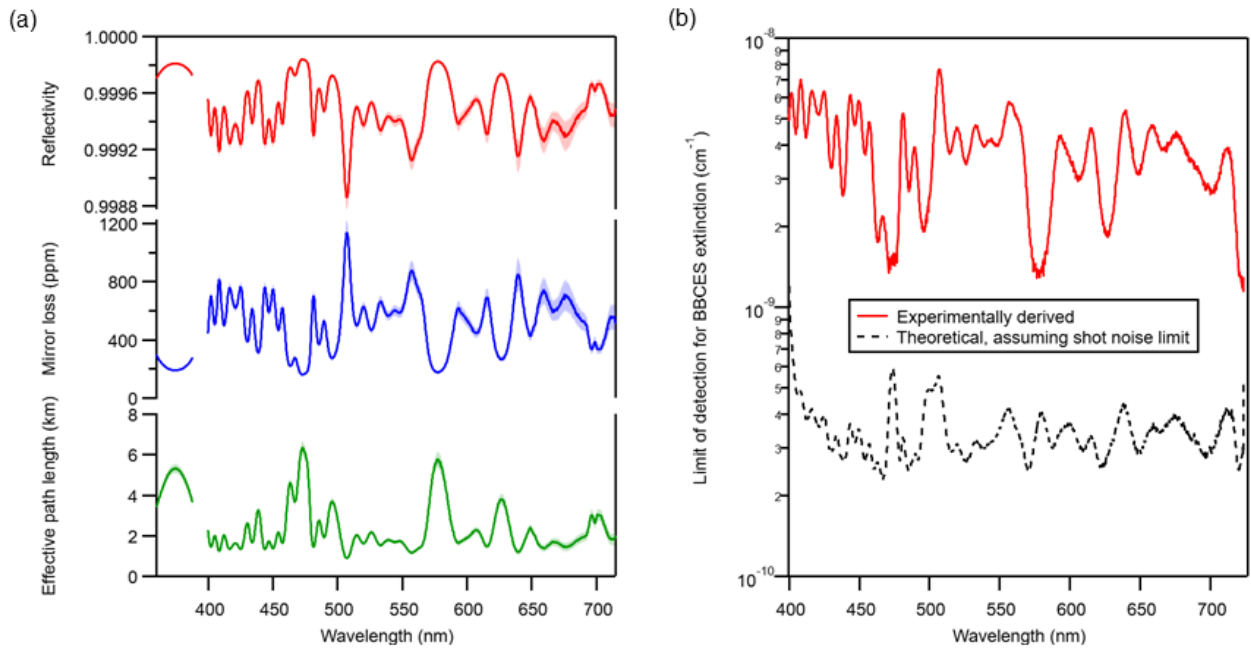 (a)
1.0000
0.9996
0.9992
0.9988
Reflectivity
1200
800
400
0
Mirror loss (ppm)
8
6
4
2
0
Effective path length (km)
400 450 500 550 600 650 700
Wavelength (nm)
(b)
10-8
9
8
7
6
5
4
3
2
10-9
9
8
7
6
5
4
3
2
10-10
Limit of detection for BBCES extinction (cm-1)
Experimentally derived
Theoretical, assuming shot noise limit
400 450 500 550 600 650 700
Wavelength (nm)